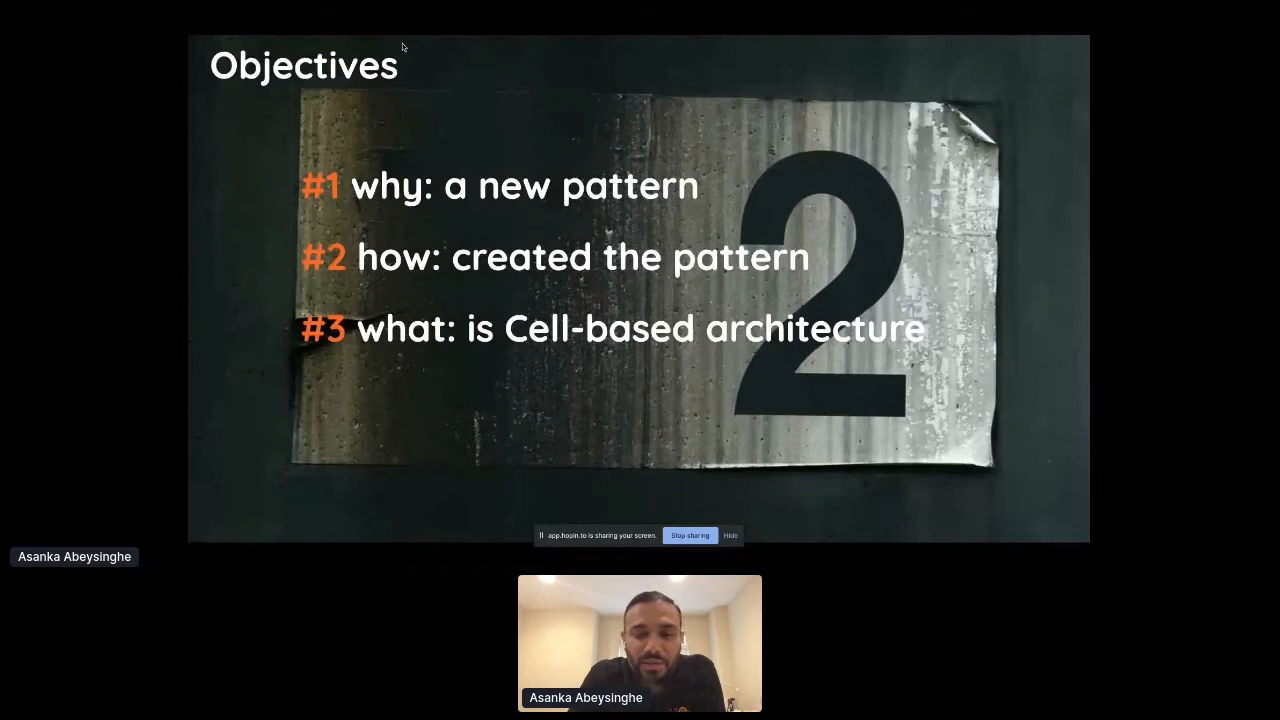 Objectives
2
#1 why: a new pattern
#2 how: created the pattern
#3 what: is Cell-based architecture
app.hopin.to is sharing your screen.
Stop sharing
Hide
Asanka Abeysinghe
Asanka Abeysinghe